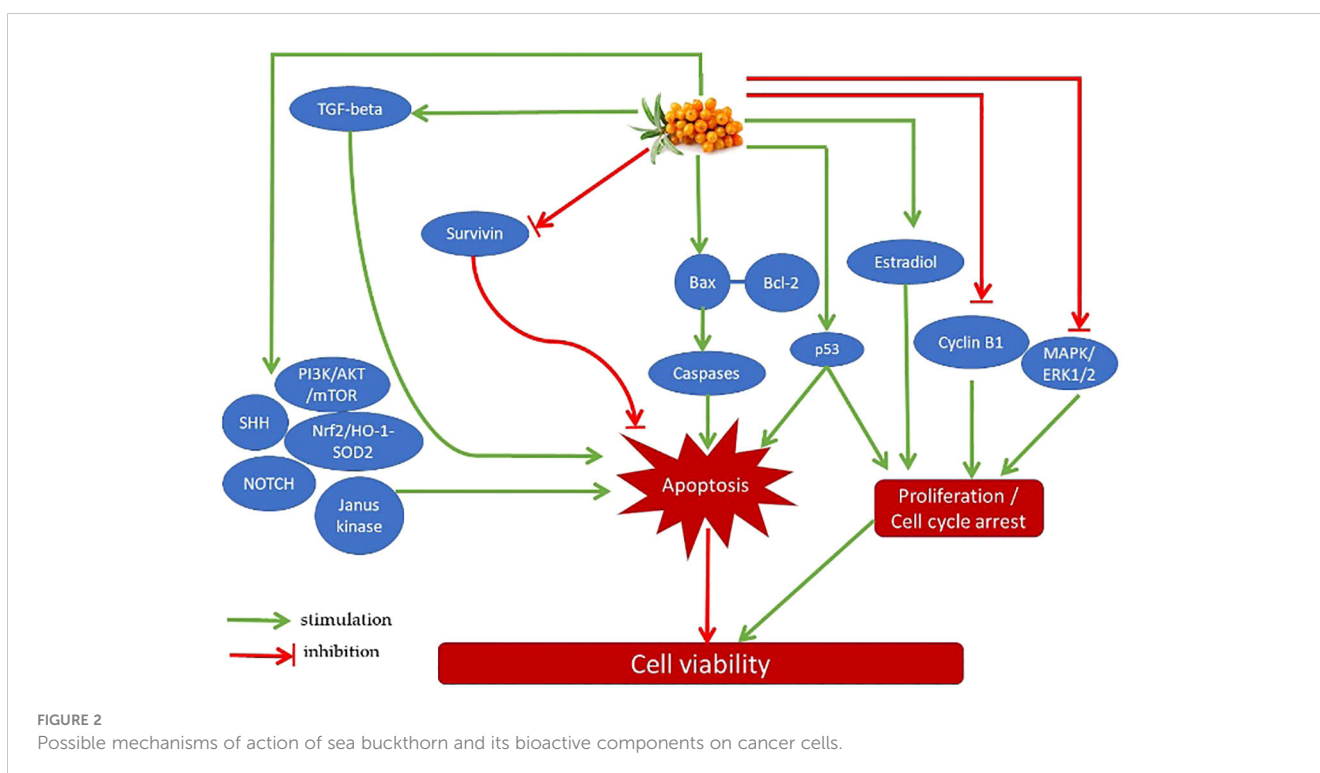 TGF-beta
Survivin
Bax
Bcl-2
Estradiol
Cyclin B1
MAPK/
ERK1/2
p53
Caspases
PI3K/AKT
/mTOR
SHH
Nrf2/HO-1-
SOD2
NOTCH
Janus
kinase
Apoptosis
Proliferation /
Cell cycle arrest
stimulation
inhibition
Cell viability
FIGURE 2
Possible mechanisms of action of sea buckthorn and its bioactive components on cancer cells.